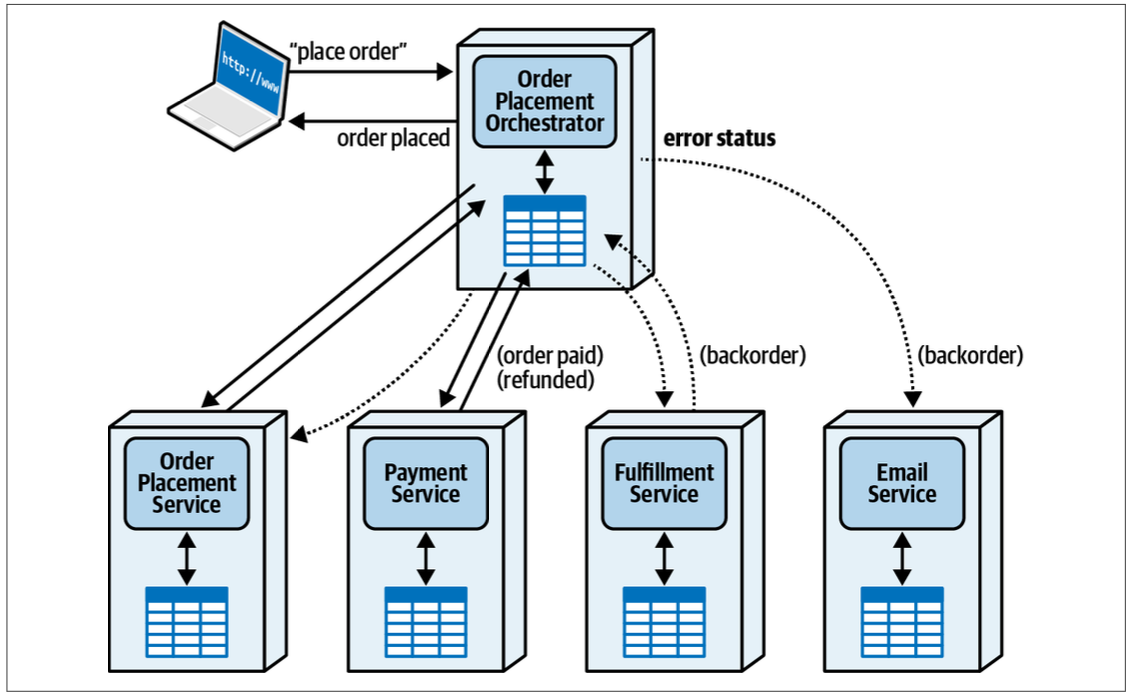 http://www
“place order”
order placed
Order
Placement
Orchestrator
error status
(order paid)
(refunded)
(backorder)
(backorder)
Order
Placement
Service
Payment
Service
Fulfillment
Service
Email
Service